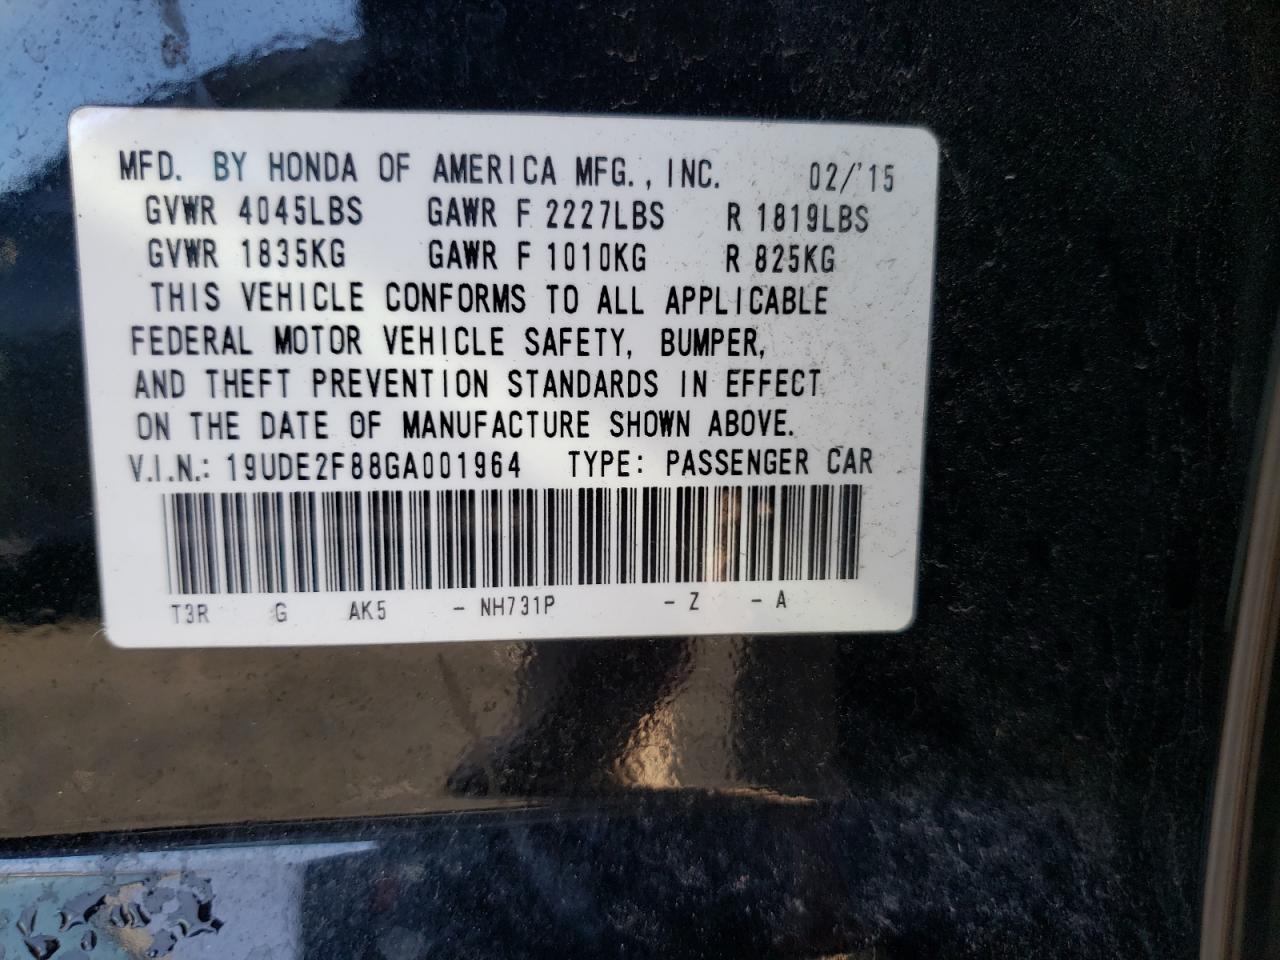 MFD. BY HONDA OF AMERICA MFG., INC. 02/'15
GVWR 4045LBS GAWR F 2227LBS R 1819LBS
GVWR 1835KG GAWR F 1010KG R 825KG
THIS VEHICLE CONFORMS TO ALL APPLICABLE
FEDERAL MOTOR VEHICLE SAFETY, BUMPER,
AND THEFT PREVENTION STANDARDS IN EFFECT
ON THE DATE OF MANUFACTURE SHOWN ABOVE.
V.I.N.: 19UDE2F88GA001964 TYPE: PASSENGER CAR
T3R G AK5 - NH731P - Z - A